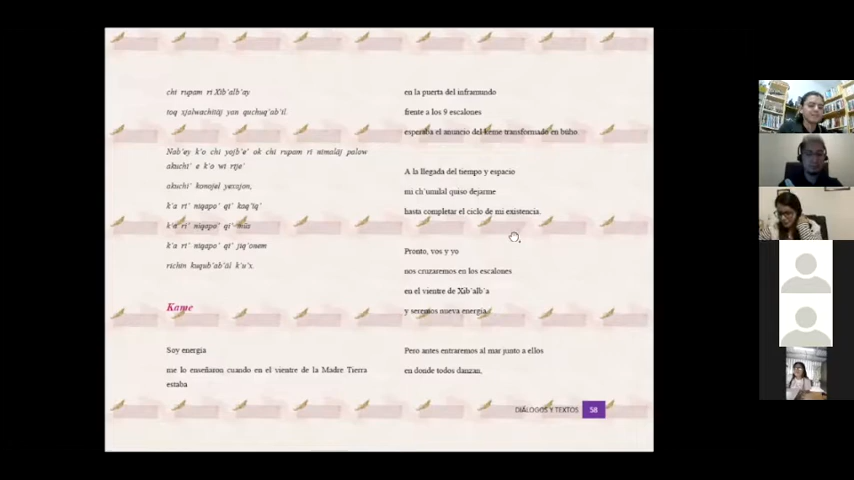 chi rupam ri Xib'alb'ay
toq xjalwachitäj yan quchuq'ab'il.
Nab'ey k'o chi yojb'e' ok chi rupam ri nimaläj palow
akuchi' e k'o wi rije'
akuchi' konojel yexajon,
k'a ri' niqapo' qi' kaq'iq'
k'a ri' niqapo' qi' mïs
k'a ri' niqapo' qi' jiq'onem
richin kuqub'ab'äl k'u'x.
Kame
Soy energía
me lo enseñaron cuando en el vientre de la Madre Tierra
estaba
en la puerta del inframundo
frente a los 9 escalones
esperaba el anuncio del keme transformado en búho.
A la llegada del tiempo y espacio
mi ch'umilal quiso dejarme
hasta completar el ciclo de mi existencia.
Pronto, vos y yo
nos cruzaremos en los escalones
en el vientre de Xib'alb'a
y seremos nueva energía.
Pero antes entraremos al mar junto a ellos
en donde todos danzan,
DIÁLOGOS Y TEXTOS 58